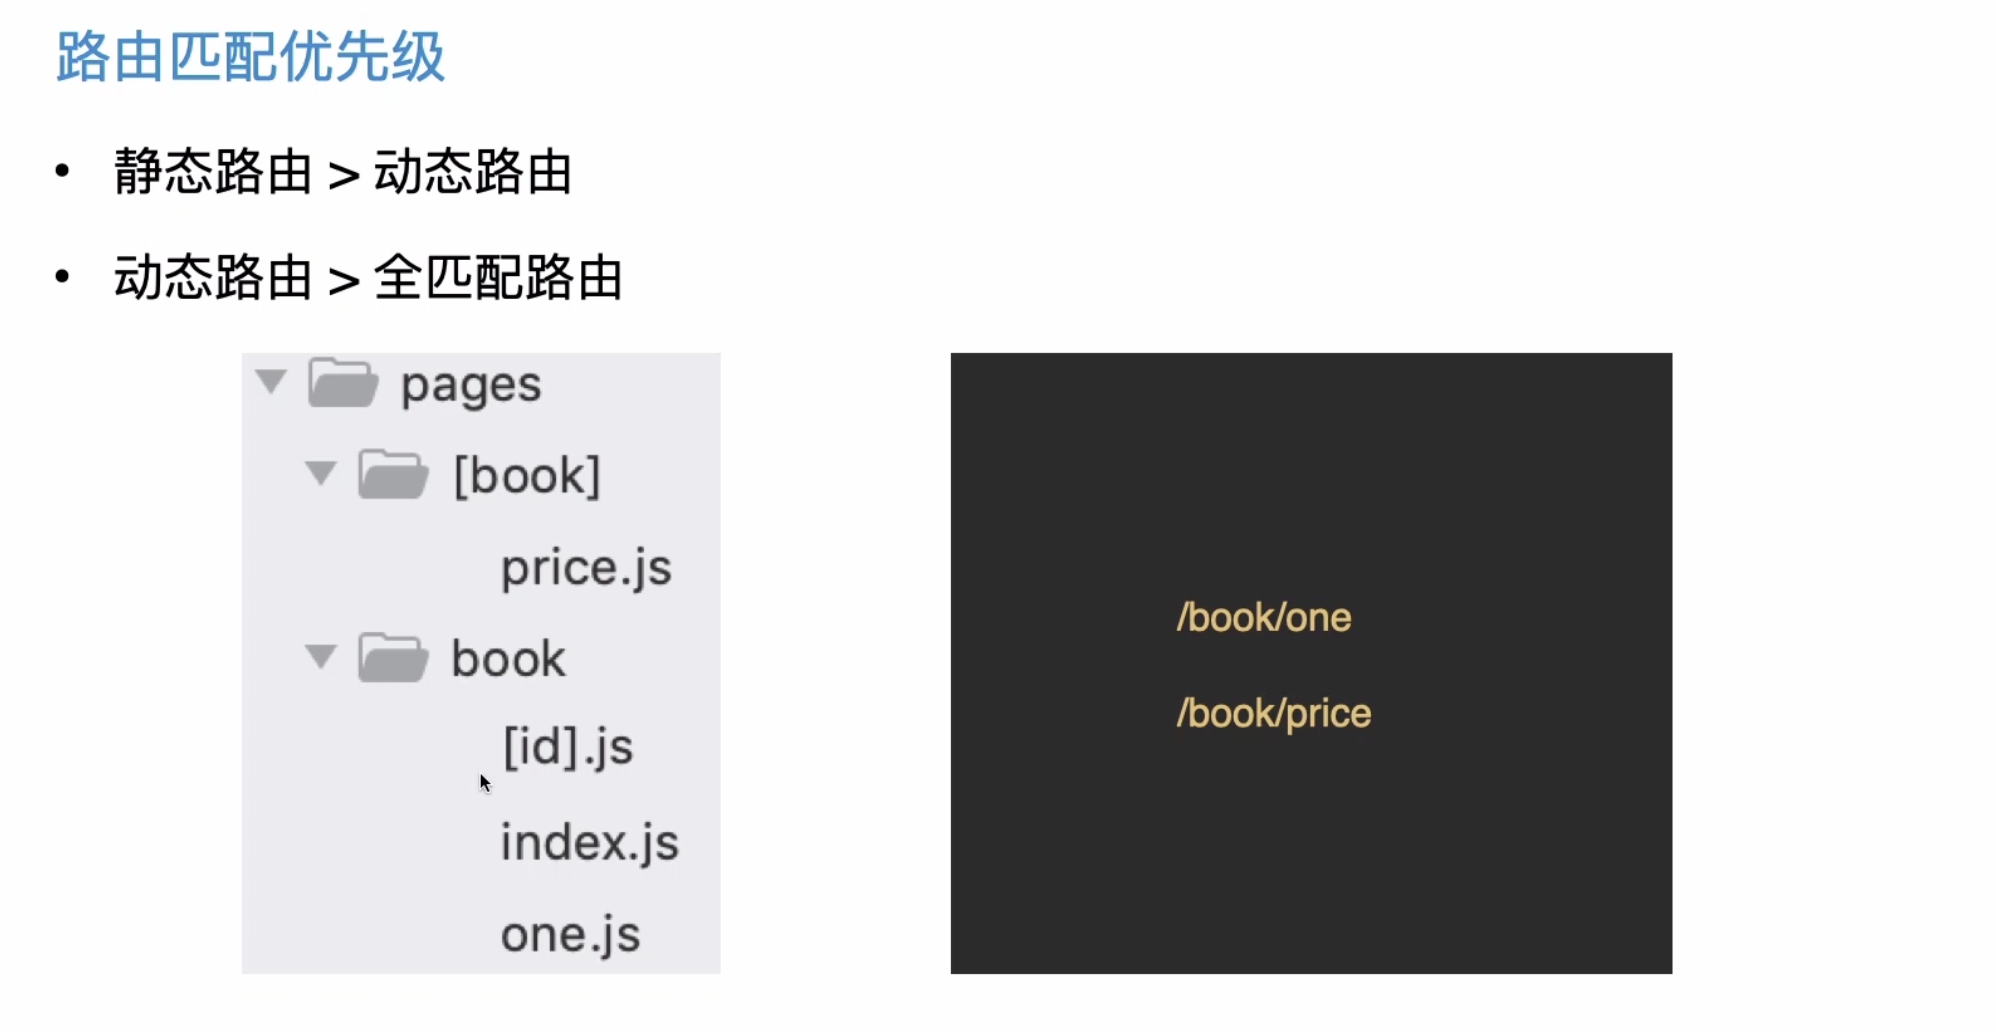 路由匹配优先级
• 静态路由 > 动态路由
• 动态路由 > 全匹配路由
pages
[book]
price.js
book
[id].js
index.js
one.js
/book/one
/book/price